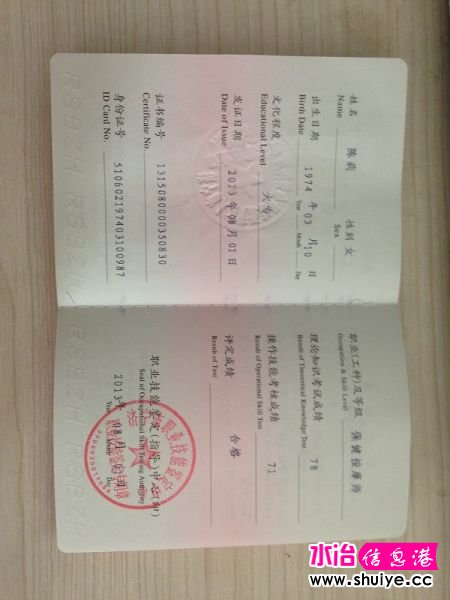 姓名 陈莉 性别 女
Name Sex
出生日期 1974 年 03 月 10 日
Birth Date Year Month Day
文化程度 大专
Educational Level
发证日期 2013 年 08 月 01 日
Date of Issue Year Month Day
证书编号 1315080000350830
Certificate No.
身份证号 510602197403100987
ID Card No.
职业(工种)及等级 保健按摩师
Occupation & Skill Level
理论知识考试成绩 78
Result of Theoretical Knowledge Test
操作技能考核成绩 71
Result of Operational Skill Test
评定成绩 合格
Result of Test
职业技能鉴定(指导)中心(印)
Seal of Occupational Skill Testing Authority
2013 年 08 月 01 日
Year Month
水冶信息港
www.shuiye.cc